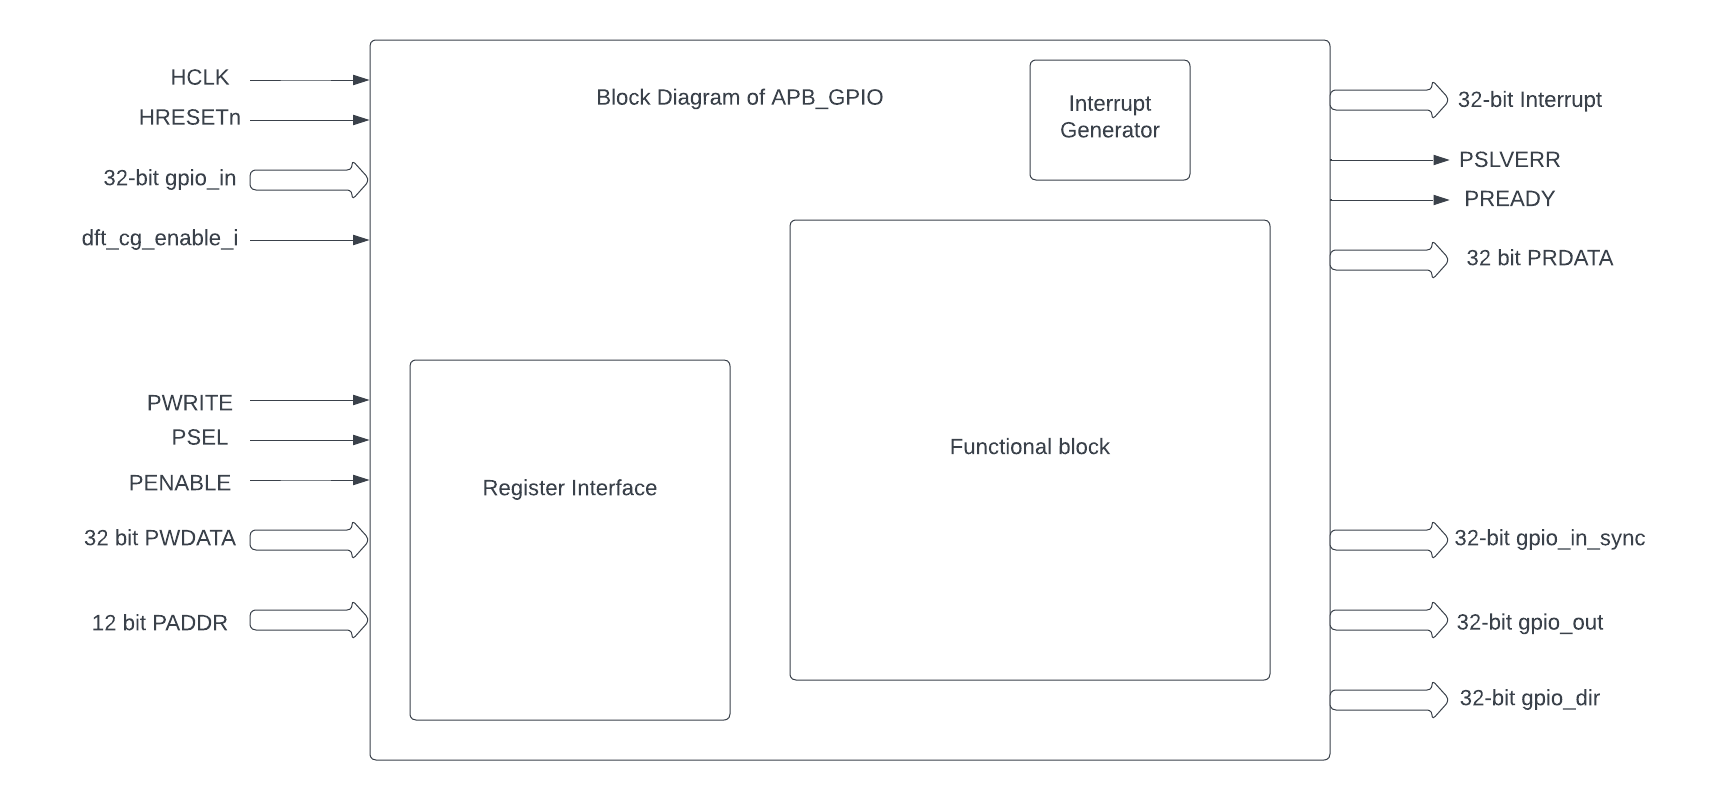 Block Diagram of APB_GPIO
HCLK
HRESETn
32-bit gpio_in
dft_cg_enable_i
PWRITE
PSEL
PENABLE
32 bit PWDATA
12 bit PADDR
Interrupt
Generator
Register Interface
Functional block
32-bit Interrupt
PSLVERR
PREADY
32 bit PRDATA
32-bit gpio_in_sync
32-bit gpio_out
32-bit gpio_dir